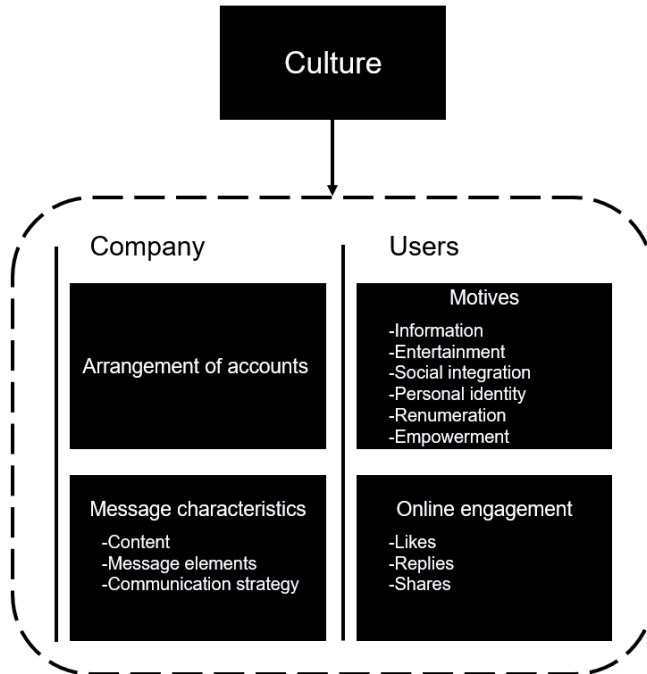 Culture
Company
Arrangement of accounts
Message characteristics
-Content
-Message elements
-Communication strategy
Users
Motives
-Information
-Entertainment
-Social integration
-Personal identity
-Renumeration
-Empowerment
Online engagement
-Likes
-Replies
-Shares